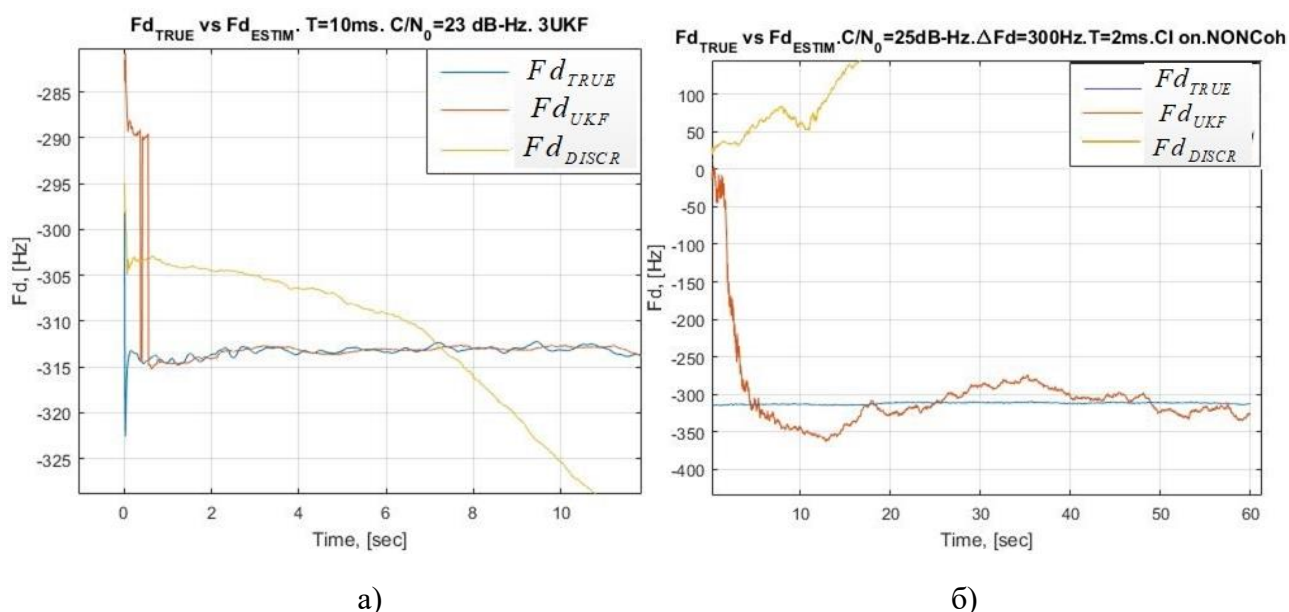 Fd_TRUE vs Fd_ESTIM. T=10ms. C/N_0=23 dB-Hz. 3UKF
Fd_TRUE
Fd_UKF
Fd_DISCR
Fd, [Hz]
-285
-290
-295
-300
-305
-310
-315
-320
-325
0 2 4 6 8 10
Time, [sec]
а)
Fd_TRUE vs Fd_ESTIM.C/N_0=25dB-Hz.ΔFd=300Hz.T=2ms.CI on.NONCoh
Fd_TRUE
Fd_UKF
Fd_DISCR
Fd, [Hz]
100
50
0
-50
-100
-150
-200
-250
-300
-350
-400
10 20 30 40 50 60
Time, [sec]
б)